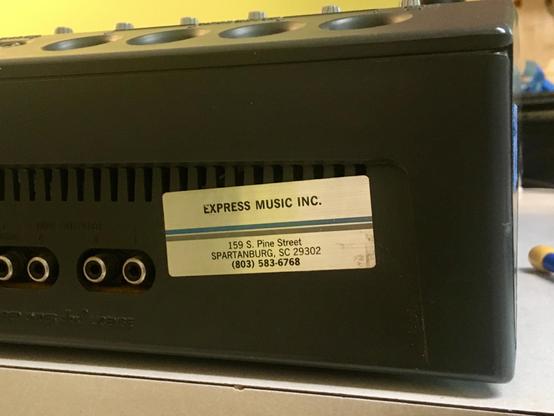 EXPRESS MUSIC INC.
159 S. Pine Street
SPARTANBURG, SC 29302
(803) 583-6768